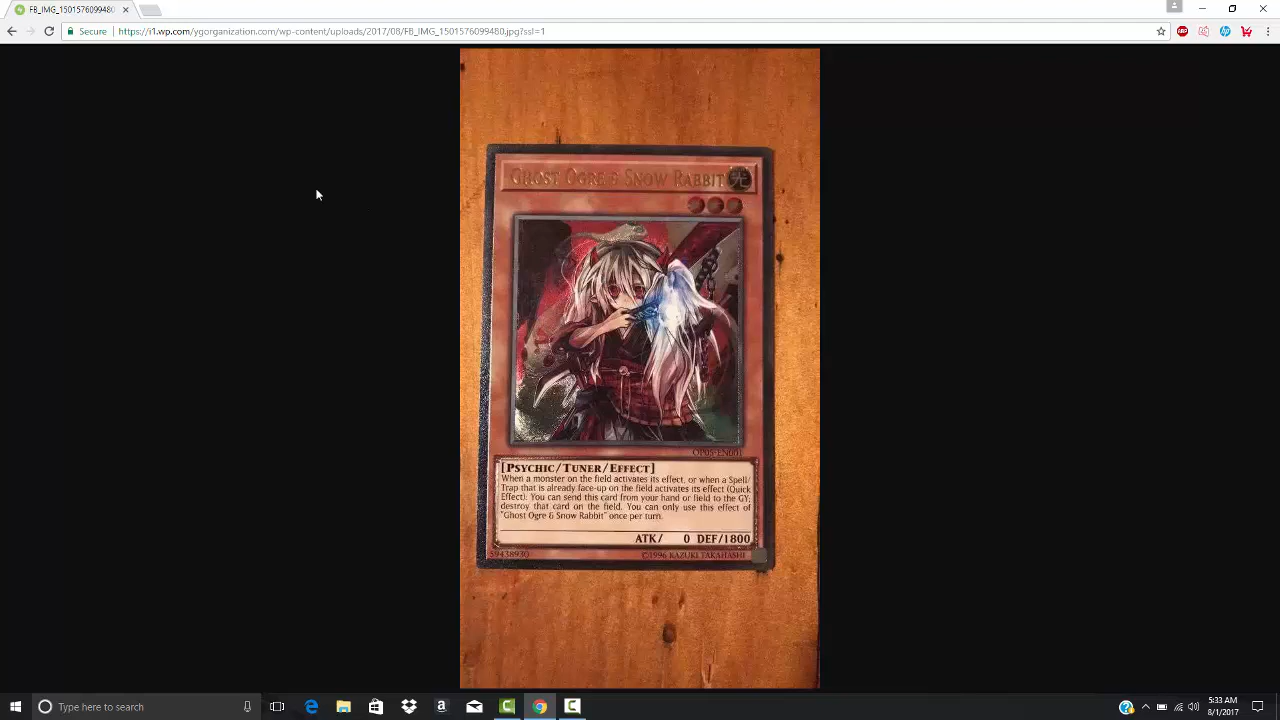 FB_IMG_1501576099480
Secure
https://i1.wp.com/ygorganization.com/wp-content/uploads/2017/08/FB_IMG_1501576099480.jpg?ssl=1
GHOST OGRE & SNOW RABBIT
光
OP05-EN001
[PSYCHIC/TUNER/EFFECT]
When a monster on the field activates its effect, or when a Spell/
Trap that is already face-up on the field activates its effect (Quick
Effect): You can send this card from your hand or field to the GY;
destroy that card on the field. You can only use this effect of
"Ghost Ogre & Snow Rabbit" once per turn.
ATK/ 0 DEF/1800
59438930
©1996 KAZUKI TAKAHASHI
Type here to search
5:33 AM
8/1/2017